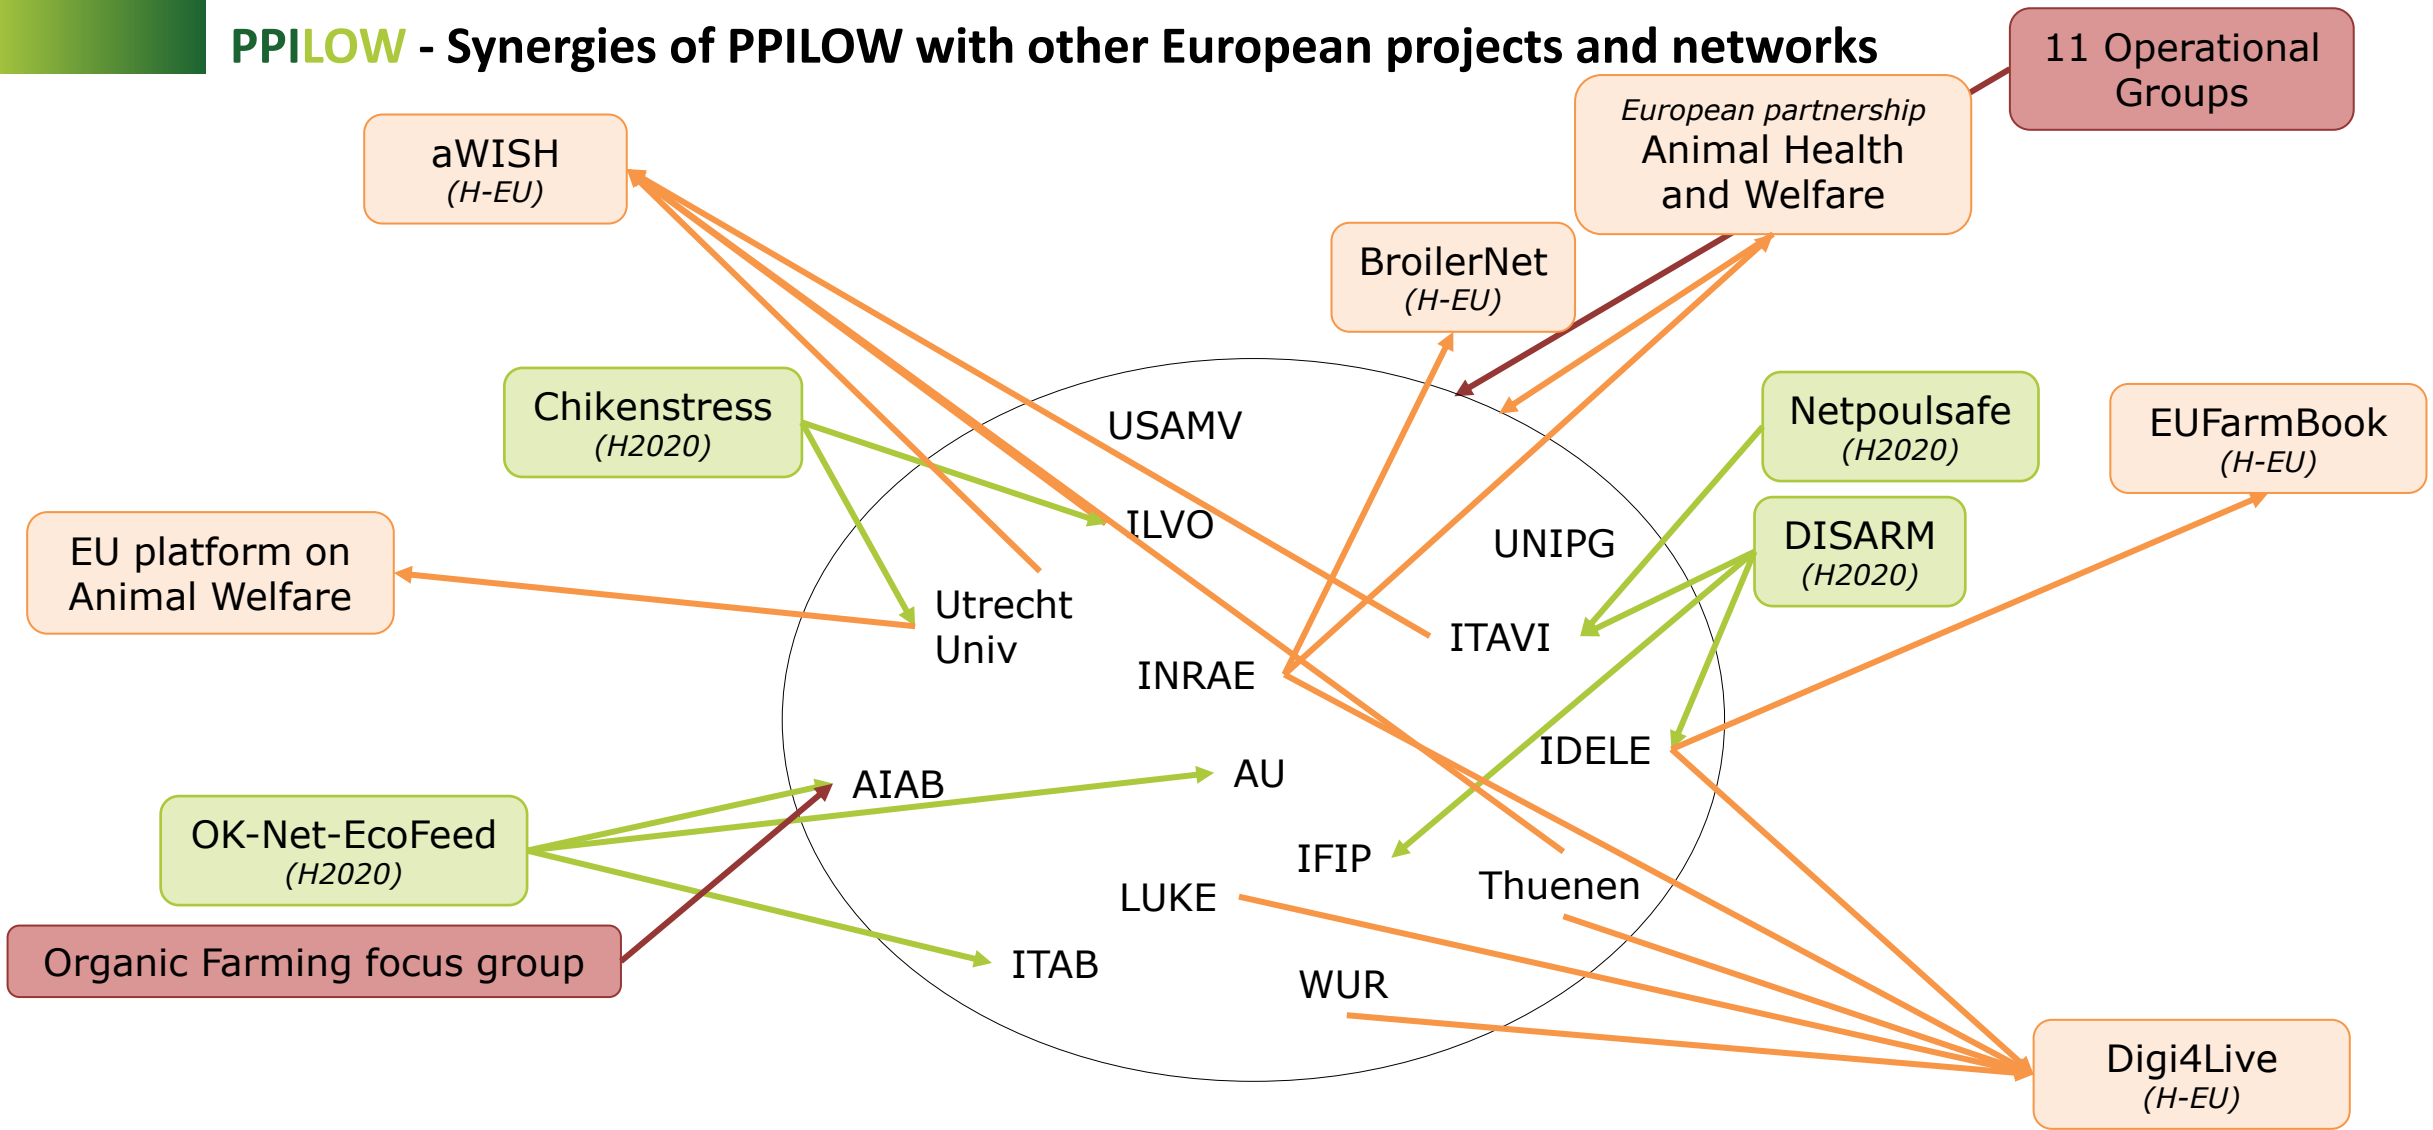 PPILOW - Synergies of PPILOW with other European projects and networks
11 Operational
Groups
European partnership
Animal Health
and Welfare
aWISH
(H-EU)
BroilerNet
(H-EU)
Chikenstress
(H2020)
USAMV
Netpoulsafe
(H2020)
EUFarmBook
(H-EU)
ILVO
UNIPG
DISARM
(H2020)
EU platform on
Animal Welfare
Utrecht
Univ
ITAVI
INRAE
IDELE
AIAB
AU
OK-Net-EcoFeed
(H2020)
IFIP
Thuenen
LUKE
Organic Farming focus group
ITAB
WUR
Digi4Live
(H-EU)